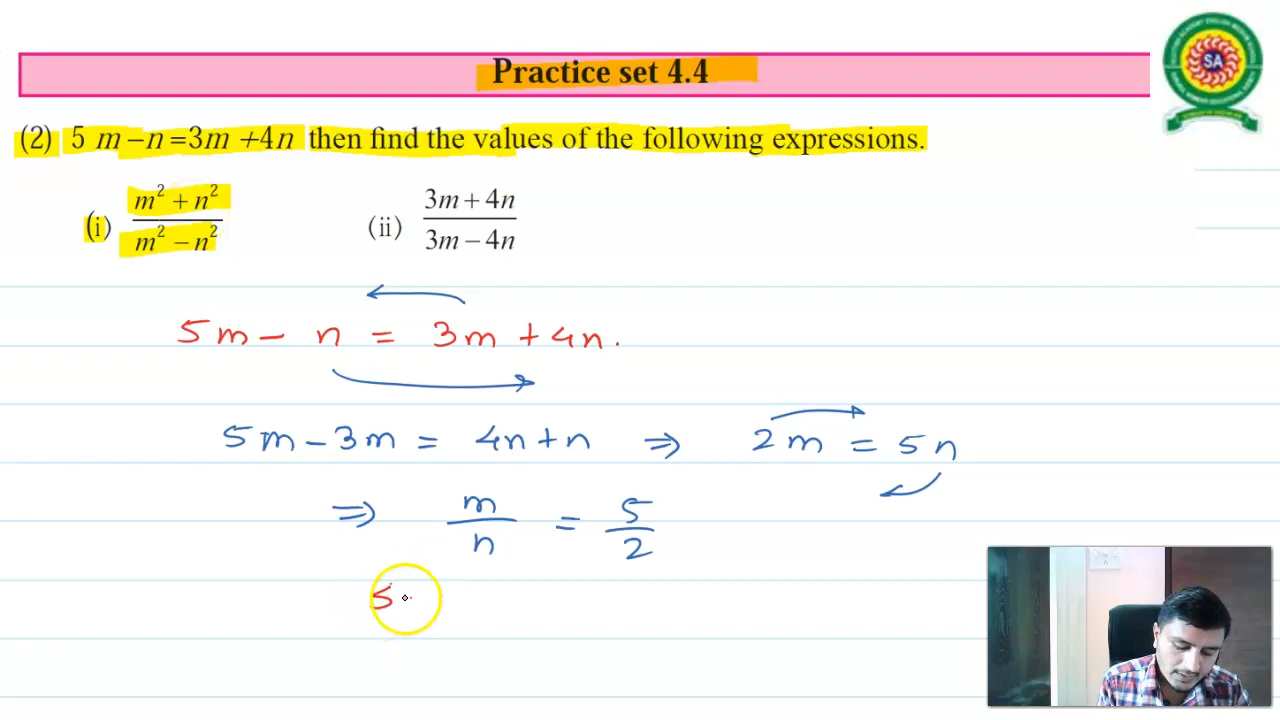 Practice set 4.4
SA
(2) 5 m – n = 3m + 4n then find the values of the following expressions.
(i) m² + n² / m² – n² (ii) 3m + 4n / 3m – 4n
5m – n = 3m + 4n.
5m – 3m = 4n + n ⇒ 2m = 5n
⇒ m/n = 5/2
5